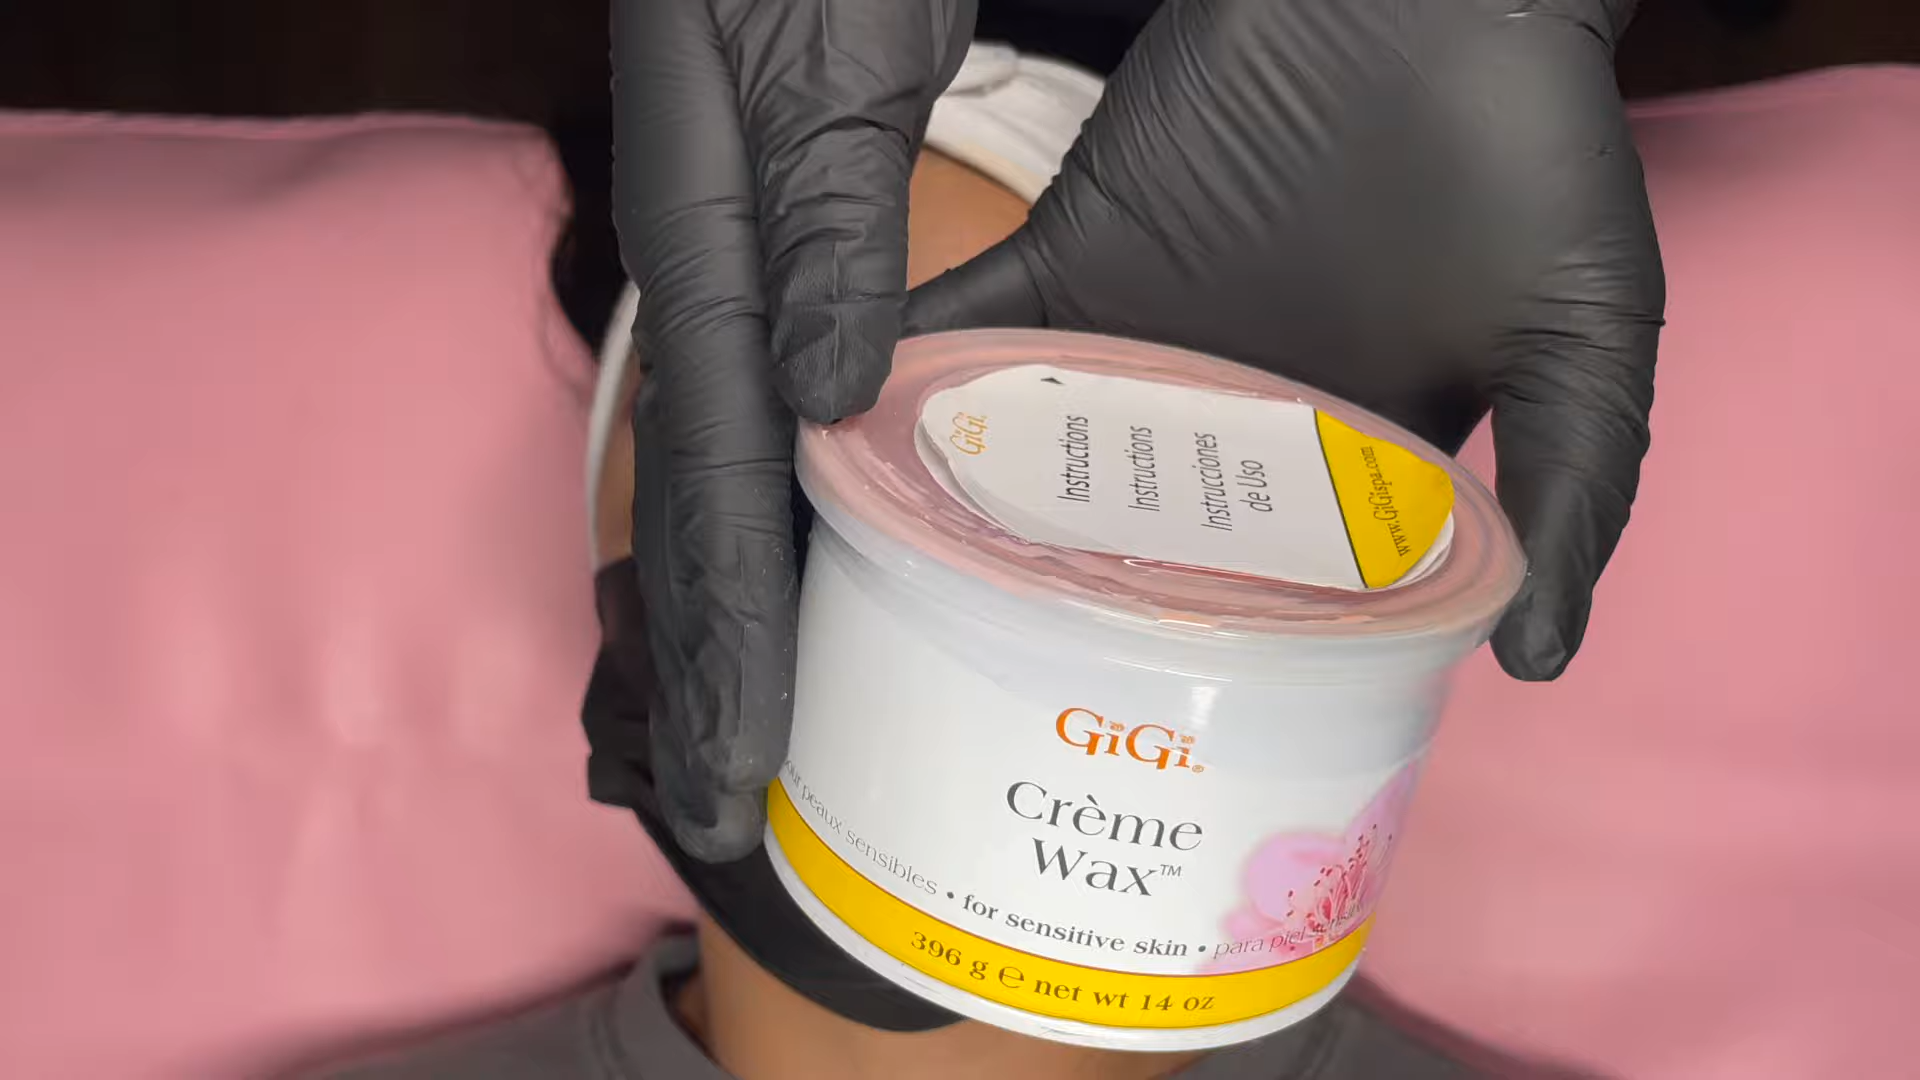 GiGi
Instructions
Instructions
Instrucciones
de Uso
www.GiGispa.com
GiGi®
Crème
Wax™
peaux sensibles • for sensitive skin • para piel
396 g ℮ net wt 14 oz